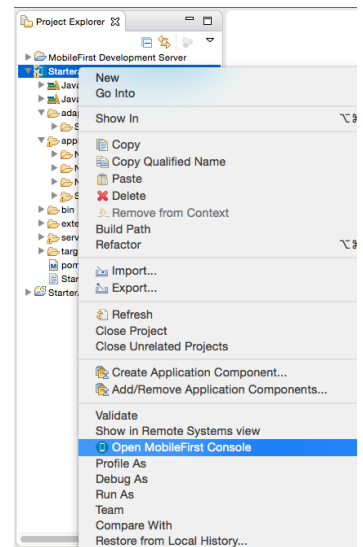 Project Explorer
MobileFirst Development Server
Starter
Java
Java
ada
S
app
N
N
N
S
bin
exte
serv
targ
pom
Star
Starter
New
Go Into
Show In ⌥⌘
Copy
Copy Qualified Name
Paste
Delete
Remove from Context
Build Path
Refactor ⌥⌘
Import...
Export...
Refresh
Close Project
Close Unrelated Projects
Create Application Component...
Add/Remove Application Components...
Validate
Show in Remote Systems view
Open MobileFirst Console
Profile As
Debug As
Run As
Team
Compare With
Restore from Local History...